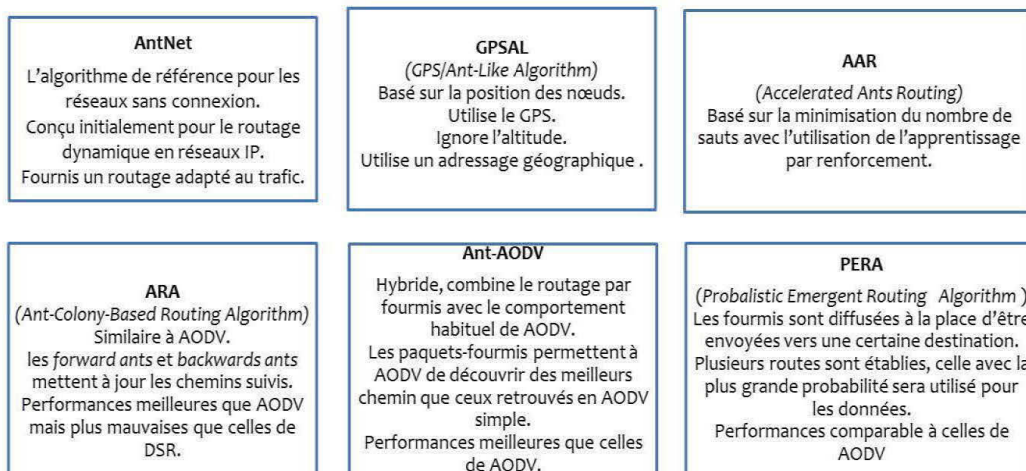 AntNet
L'algorithme de référence pour les
réseaux sans connexion.
Conçu initialement pour le routage
dynamique en réseaux IP.
Fournis un routage adapté au trafic.
GPSAL
(GPS/Ant-Like Algorithm)
Basé sur la position des nœuds.
Utilise le GPS.
Ignore l'altitude.
Utilise un adressage géographique .
AAR
(Accelerated Ants Routing)
Basé sur la minimisation du nombre de
sauts avec l'utilisation de l'apprentissage
par renforcement.
ARA
(Ant-Colony-Based Routing Algorithm)
Similaire à AODV.
les forward ants et backwards ants
mettent à jour les chemins suivis.
Performances meilleures que AODV
mais plus mauvaises que celles de
DSR.
Ant-AODV
Hybride, combine le routage par
fourmis avec le comportement
habituel de AODV.
Les paquets-fourmis permettent à
AODV de découvrir des meilleurs
chemin que ceux retrouvés en AODV
simple.
Performances meilleures que celles
de AODV.
PERA
(Probalistic Emergent Routing Algorithm )
Les fourmis sont diffusées à la place d'être
envoyées vers une certaine destination.
Plusieurs routes sont établies, celle avec la
plus grande probabilité sera utilisé pour
les données.
Performances comparable à celles de
AODV